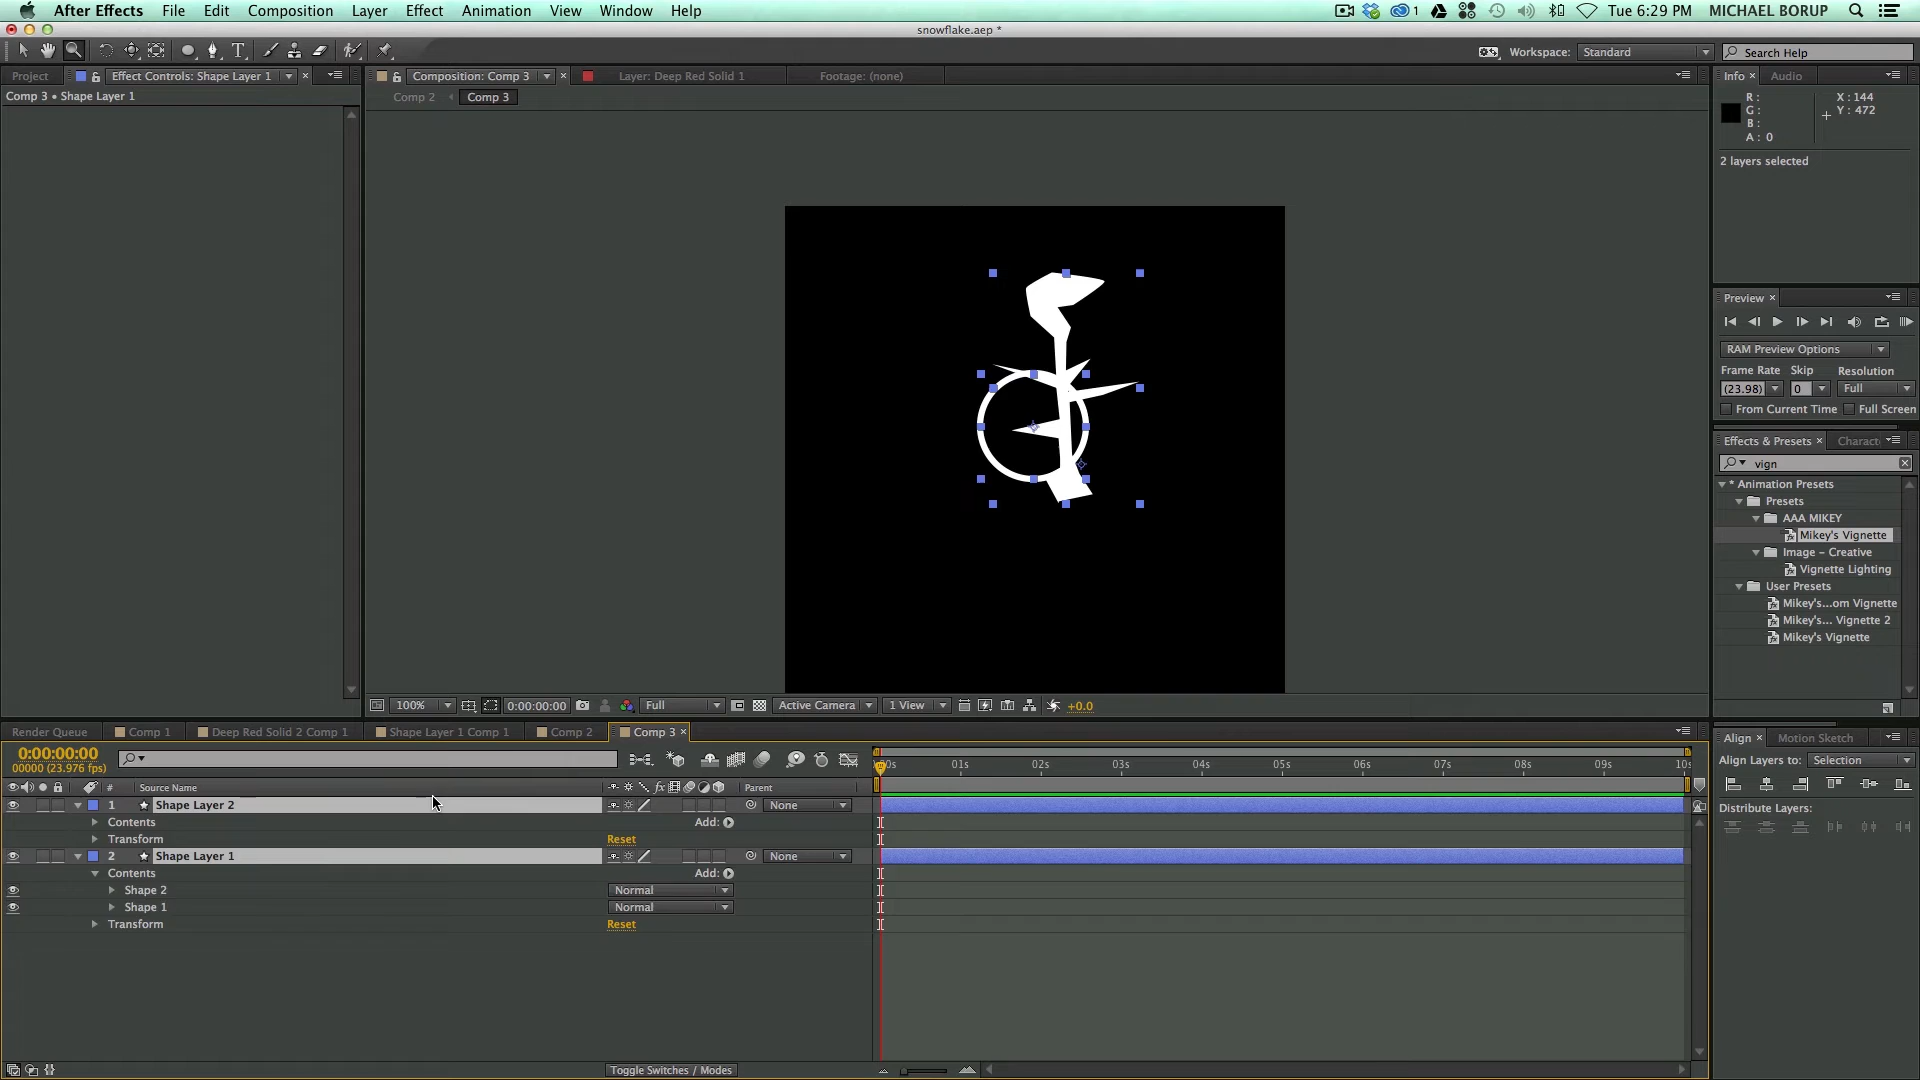 After Effects File Edit Composition Layer Effect Animation View Window Help 1 Tue 6:29 PM MICHAEL BORUP
snowflake.aep *
T Workspace: Standard Search Help
Project Effect Controls: Shape Layer 1 × Composition: Comp 3 × Layer: Deep Red Solid 1 Footage: (none) Info × Audio
Comp 3 • Shape Layer 1 Comp 2 Comp 3
R : X : 144
G : Y : 472
B :
A : 0
2 layers selected
Preview ×
RAM Preview Options
Frame Rate Skip Resolution
(23.98) 0 Full
From Current Time Full Screen
Effects & Presets ×
vign
* Animation Presets
Presets
AAA MIKEY
Mikey's Vignette
Image – Creative
Vignette Lighting
User Presets
Mikey's...om Vignette
Mikey's... Vignette 2
Mikey's Vignette
100% 0:00:00:00 Full Active Camera 1 View +0.0
Render Queue Comp 1 Deep Red Solid 2 Comp 1 Shape Layer 1 Comp 1 Comp 2 Comp 3 ×
Align × Motion Sketch
Align Layers to: Selection
Distribute Layers:
0:00:00:00
00000 (23.976 fps)
01s 02s 03s 04s 05s 06s 07s 08s 09s
# Source Name fx Parent
1 Shape Layer 2 None
Contents Add:
Transform Reset
2 Shape Layer 1 None
Contents Add:
Shape 2 Normal
Shape 1 Normal
Transform Reset
Toggle Switches / Modes